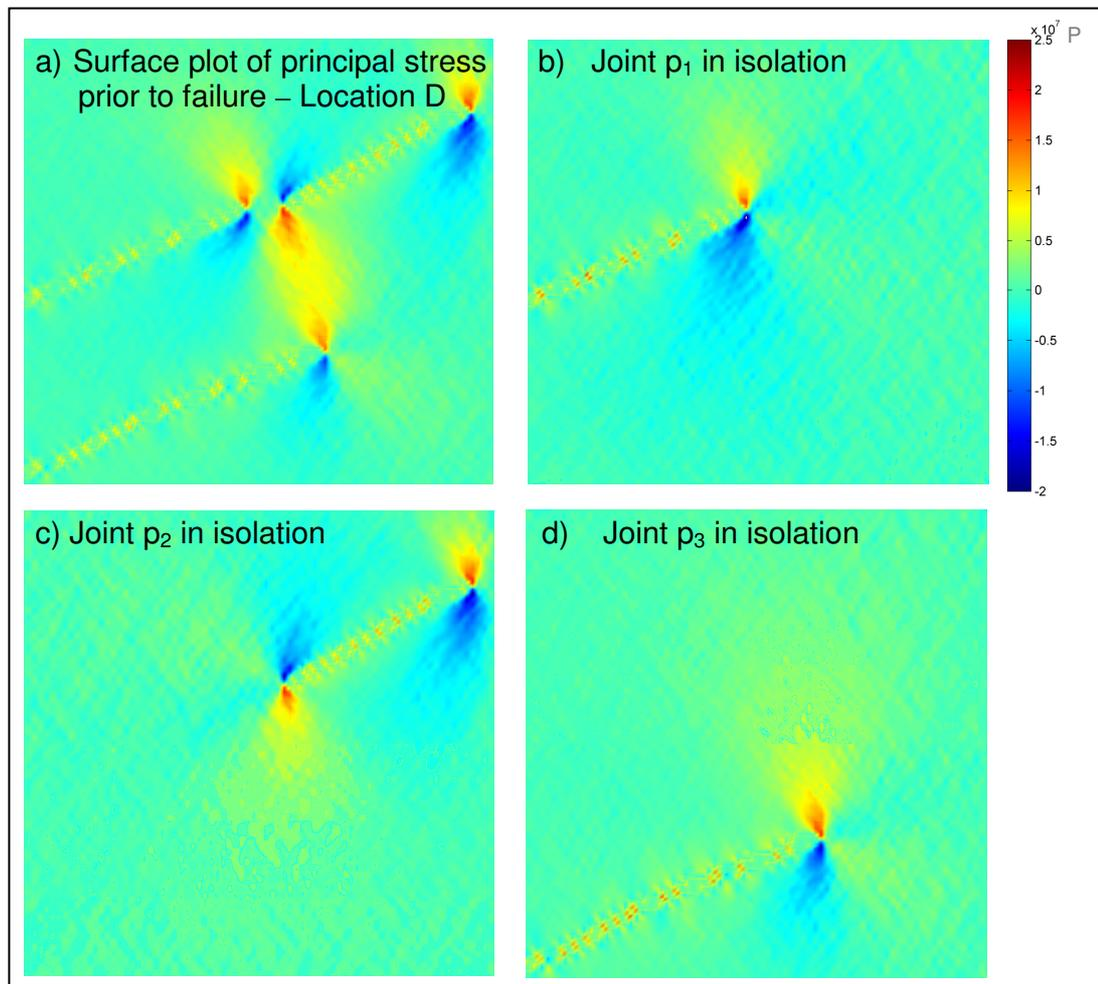 a) Surface plot of principal stress
prior to failure – Location D
b) Joint p₁ in isolation
x 10⁷ P
2.5
2
1.5
1
0.5
0
-0.5
-1
-1.5
-2
c) Joint p₂ in isolation
d) Joint p₃ in isolation